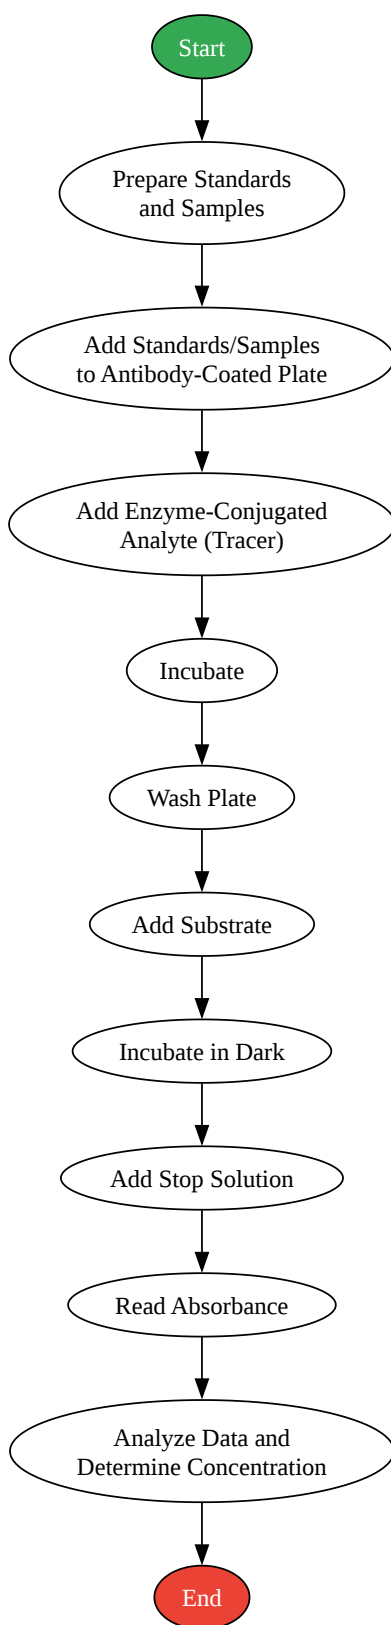 Start
Prepare Standards
and Samples
Add Standards/Samples
to Antibody-Coated Plate
Add Enzyme-Conjugated
Analyte (Tracer)
Incubate
Wash Plate
Add Substrate
Incubate in Dark
Add Stop Solution
Read Absorbance
Analyze Data and
Determine Concentration
End